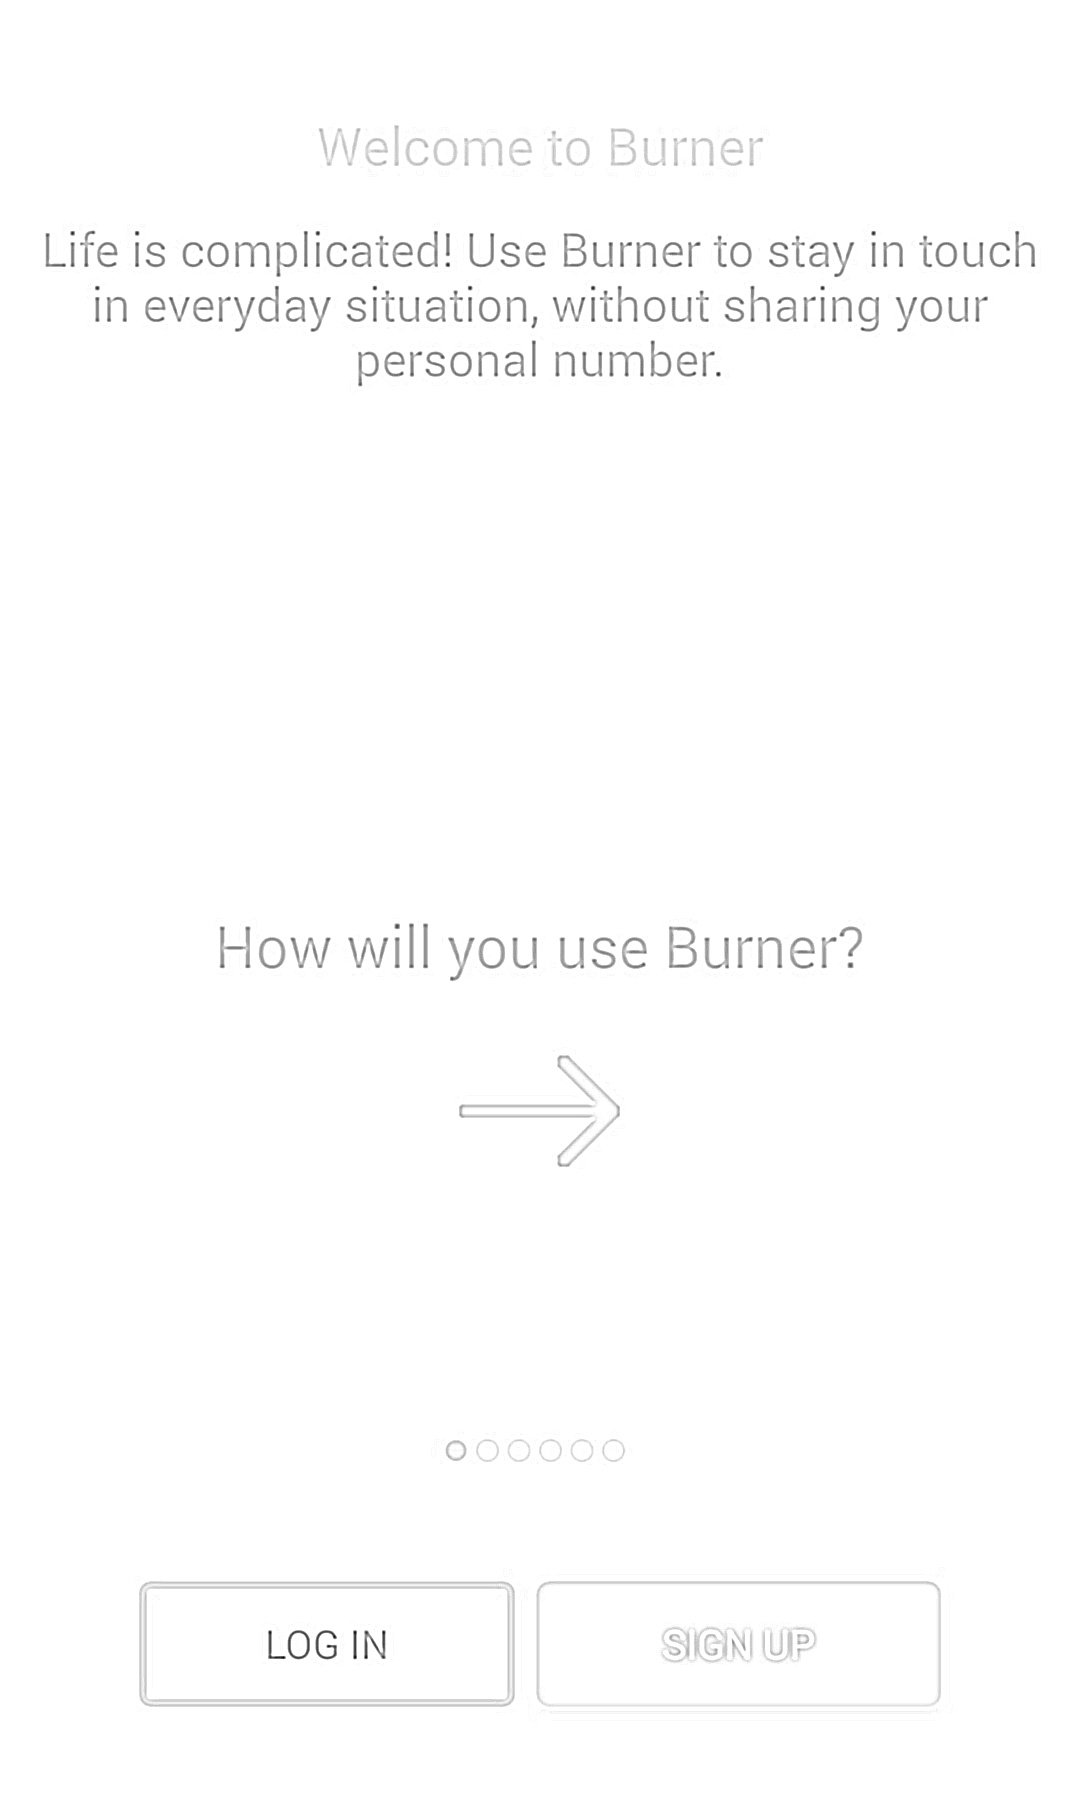 Welcome to Burner
Life is complicated! Use Burner to stay in touch
in everyday situation, without sharing your
personal number.
How will you use Burner?
LOG IN
SIGN UP